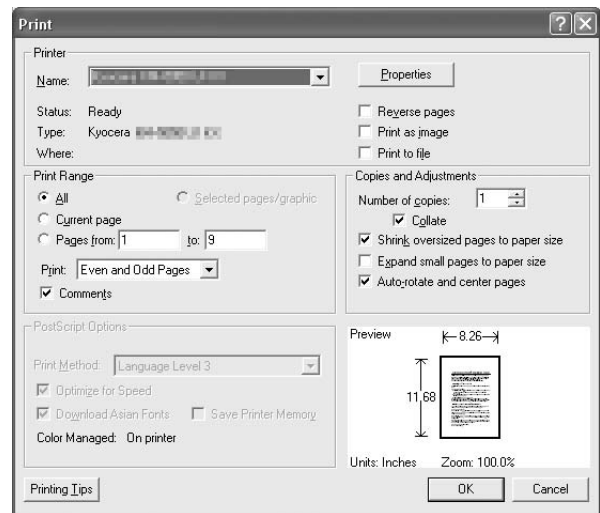 Print
Printer
Name:
Properties
Status: Ready
Type: Kyocera
Where:
Reverse pages
Print as image
Print to file
Print Range
All
Selected pages/graphic
Current page
Pages from: 1 to: 9
Print: Even and Odd Pages
Comments
Copies and Adjustments
Number of copies: 1
Collate
Shrink oversized pages to paper size
Expand small pages to paper size
Auto-rotate and center pages
PostScript Options
Print Method: Language Level 3
Optimize for Speed
Download Asian Fonts Save Printer Memory
Color Managed: On printer
Preview
8.26
11,68
Units: Inches Zoom: 100.0%
Printing Tips
OK
Cancel